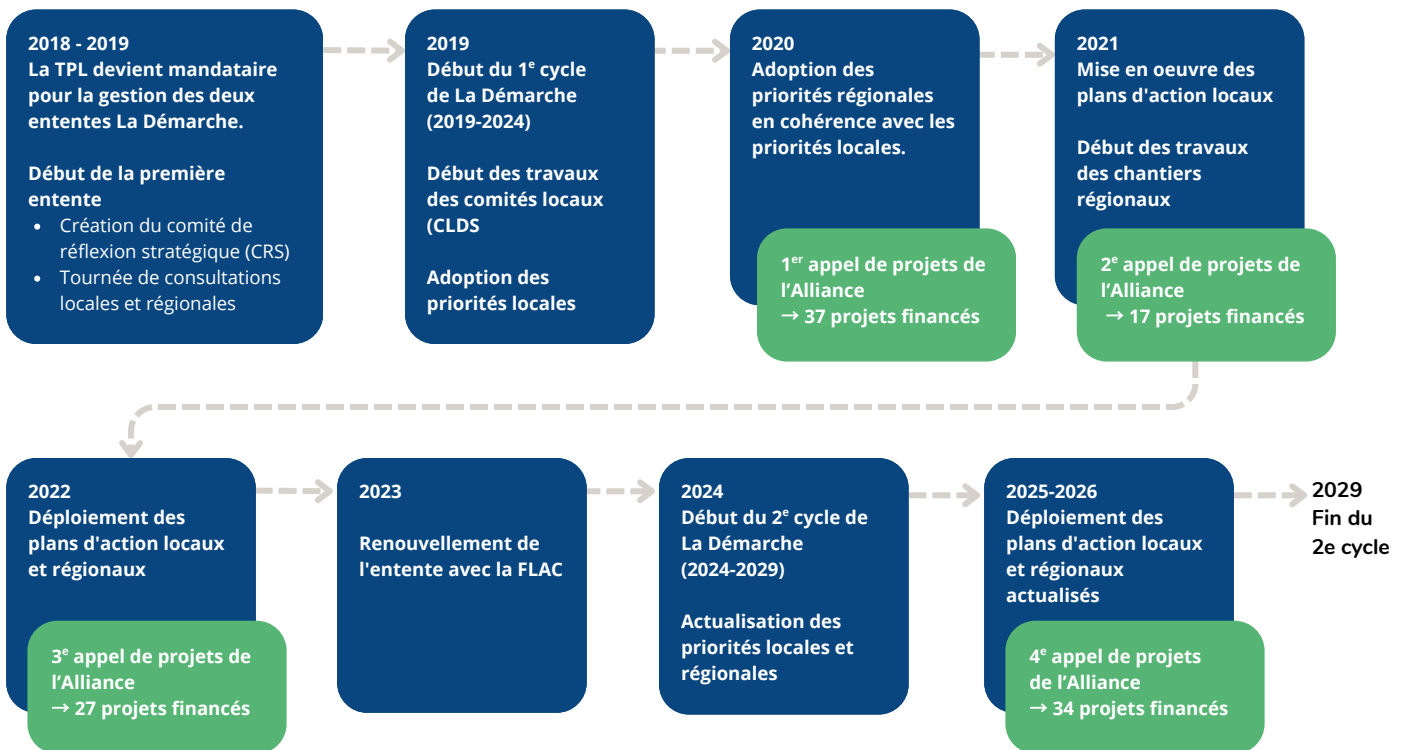 2018 - 2019
La TPL devient mandataire
pour la gestion des deux
ententes La Démarche.
Début de la première
entente
• Création du comité de
réflexion stratégique (CRS)
• Tournée de consultations
locales et régionales
2019
Début du 1e cycle
de La Démarche
(2019-2024)
Début des travaux
des comités locaux
(CLDS
Adoption des
priorités locales
2020
Adoption des
priorités régionales
en cohérence avec les
priorités locales.
1er appel de projets de
l’Alliance
→ 37 projets financés
2021
Mise en oeuvre des
plans d'action locaux
Début des travaux
des chantiers
régionaux
2e appel de projets de
l’Alliance
→ 17 projets financés
2022
Déploiement des
plans d'action locaux
et régionaux
3e appel de projets de
l’Alliance
→ 27 projets financés
2023
Renouvellement de
l'entente avec la FLAC
2024
Début du 2e cycle de
La Démarche
(2024-2029)
Actualisation des
priorités locales et
régionales
2025-2026
Déploiement des
plans d'action locaux
et régionaux
actualisés
4e appel de projets
de l’Alliance
→ 34 projets financés
2029
Fin du
2e cycle